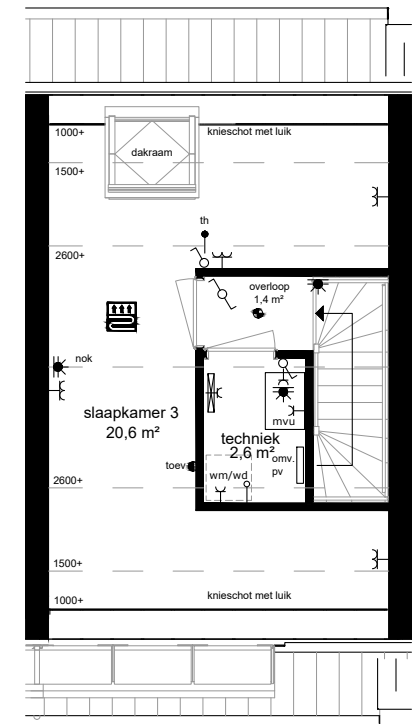 1000+
knieschot met luik
dakraam
1500+
th
2600+
overloop
1,4 m²
nok
slaapkamer 3
20,6 m²
mvu
techniek
2,6 m²
omv.
pv
toev
wm/wd
2600+
1500+
1000+
knieschot met luik